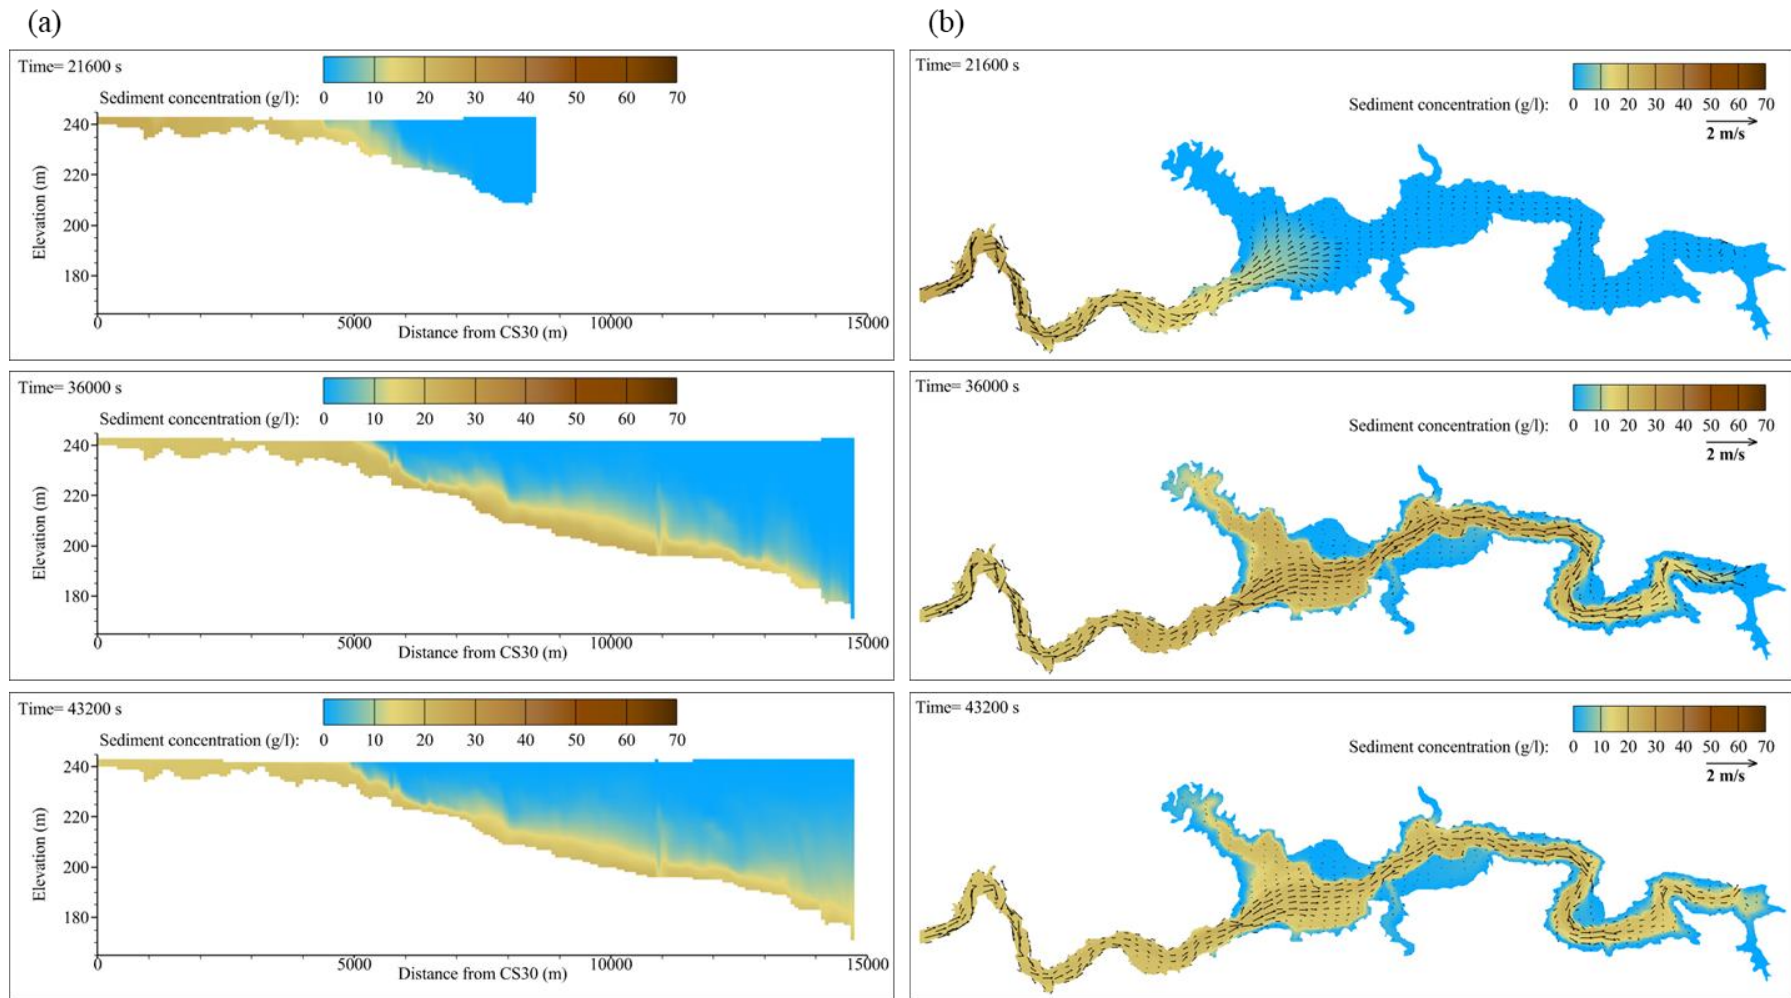 (a)
(b)
Time= 21600 s
Sediment concentration (g/l): 0 10 20 30 40 50 60 70
240
220
200
180
Elevation (m)
0 5000 10000 15000
Distance from CS30 (m)
Time= 21600 s
Sediment concentration (g/l): 0 10 20 30 40 50 60 70
2 m/s
Time= 36000 s
Sediment concentration (g/l): 0 10 20 30 40 50 60 70
240
220
200
180
Elevation (m)
0 5000 10000 15000
Distance from CS30 (m)
Time= 36000 s
Sediment concentration (g/l): 0 10 20 30 40 50 60 70
2 m/s
Time= 43200 s
Sediment concentration (g/l): 0 10 20 30 40 50 60 70
240
220
200
180
Elevation (m)
0 5000 10000 15000
Distance from CS30 (m)
Time= 43200 s
Sediment concentration (g/l): 0 10 20 30 40 50 60 70
2 m/s